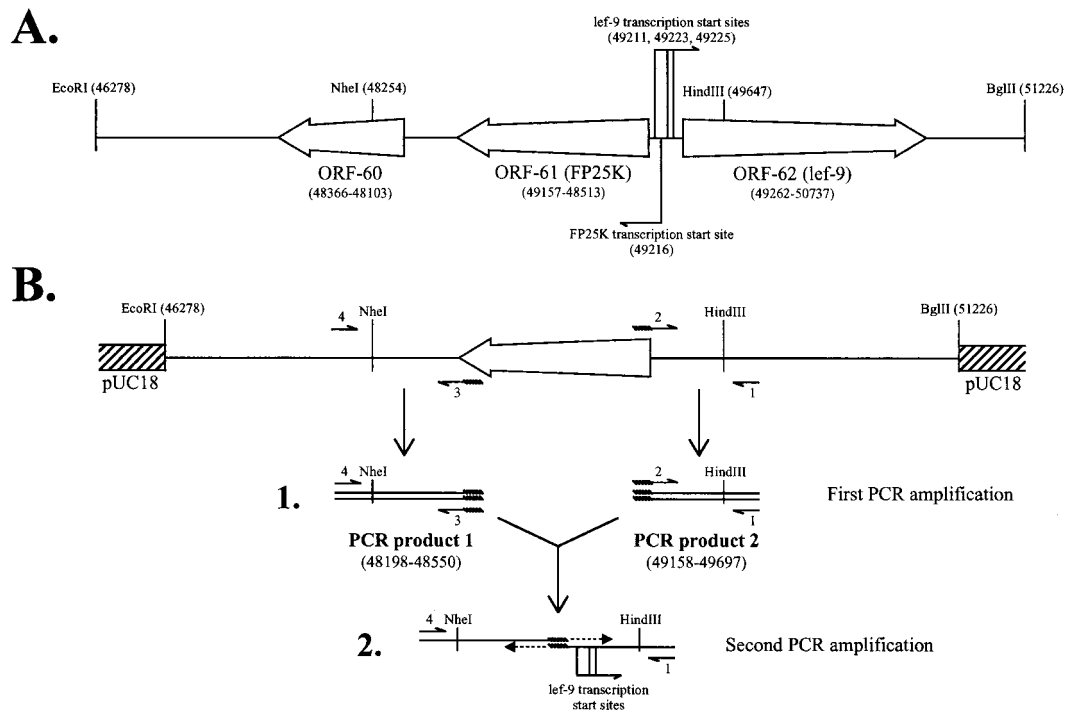 A.
lef-9 transcription start sites
(49211, 49223, 49225)
EcoRI (46278)
NheI (48254)
HindIII (49647)
BglII (51226)
ORF-60
(48366-48103)
ORF-61 (FP25K)
(49157-48513)
ORF-62 (lef-9)
(49262-50737)
FP25K transcription start site
(49216)
B.
EcoRI (46278)
4
NheI
2
HindIII
BglII (51226)
pUC18
3
1
pUC18
4
NheI
2
HindIII
1.
First PCR amplification
3
1
PCR product 1
(48198-48550)
PCR product 2
(49158-49697)
4
NheI
HindIII
2.
Second PCR amplification
1
lef-9 transcription
start sites